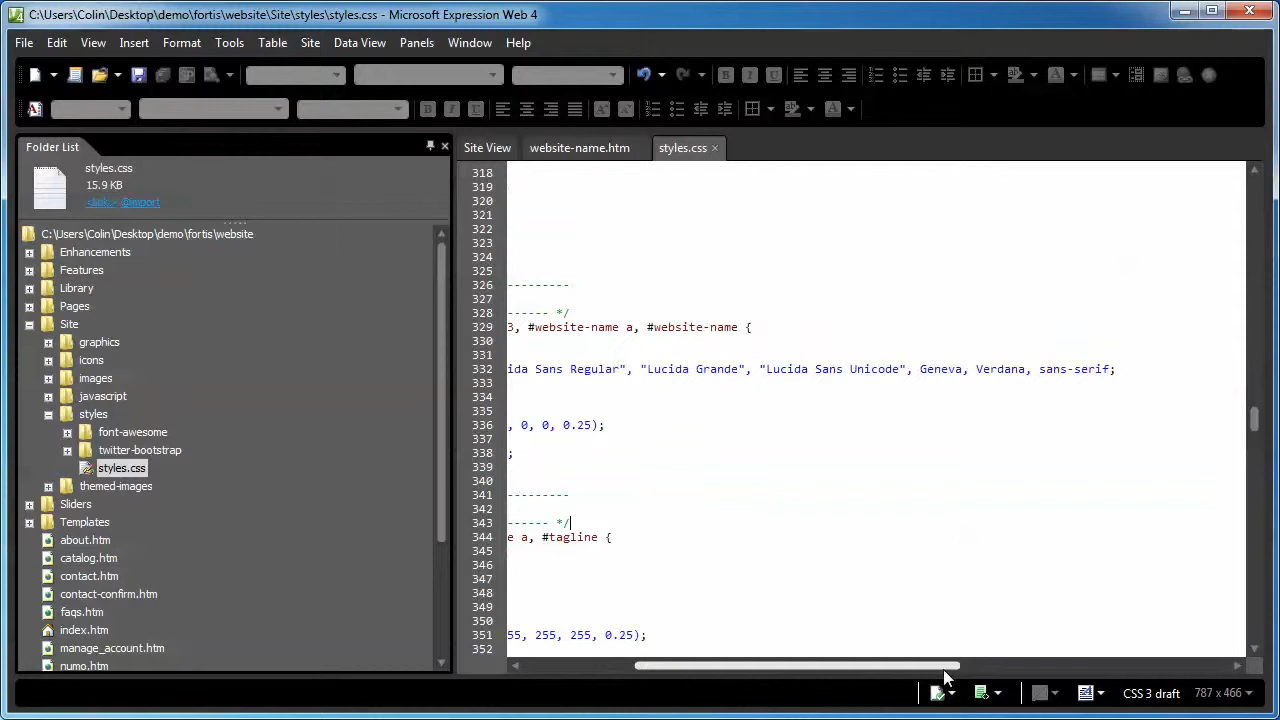 C:\Users\Colin\Desktop\demo\fortis\website\Site\styles\styles.css - Microsoft Expression Web 4
File Edit View Insert Format Tools Table Site Data View Panels Window Help
Folder List
Site View website-name.htm styles.css
styles.css
15.9 KB
<link> @import
C:\Users\Colin\Desktop\demo\fortis\website
Enhancements
Features
Library
Pages
Site
graphics
icons
images
javascript
styles
font-awesome
twitter-bootstrap
styles.css
themed-images
Sliders
Templates
about.htm
catalog.htm
contact.htm
contact-confirm.htm
faqs.htm
index.htm
manage_account.htm
numo.htm
318
319
320
321
322
323
324
325
326 ---------
327
328 ------ */
329 3, #website-name a, #website-name {
330
331
332 ida Sans Regular", "Lucida Grande", "Lucida Sans Unicode", Geneva, Verdana, sans-serif;
333
334
335
336 , 0, 0, 0.25);
337
338 ;
339
340
341 ---------
342
343 ------ */
344 e a, #tagline {
345
346
347
348
349
350
351 55, 255, 255, 0.25);
352
CSS 3 draft 787 x 466